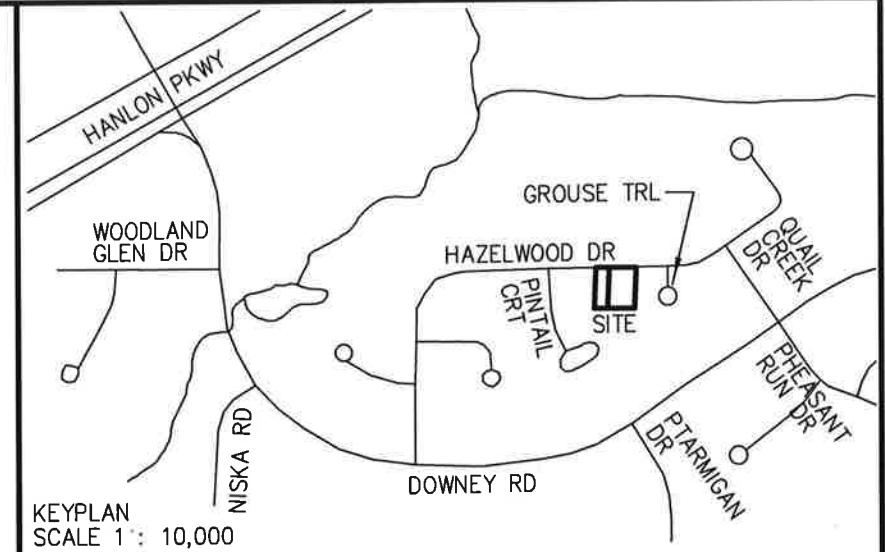 HANLON PKWY
WOODLAND
GLEN DR
GROUSE TRL
HAZELWOOD DR
QUAIL
CREEK
DR
PINTAIL
CRT
SITE
PHEASANT
RUN DR
PTARMIGAN
DR
NISKA RD
DOWNEY RD
KEYPLAN
SCALE 1 : 10,000